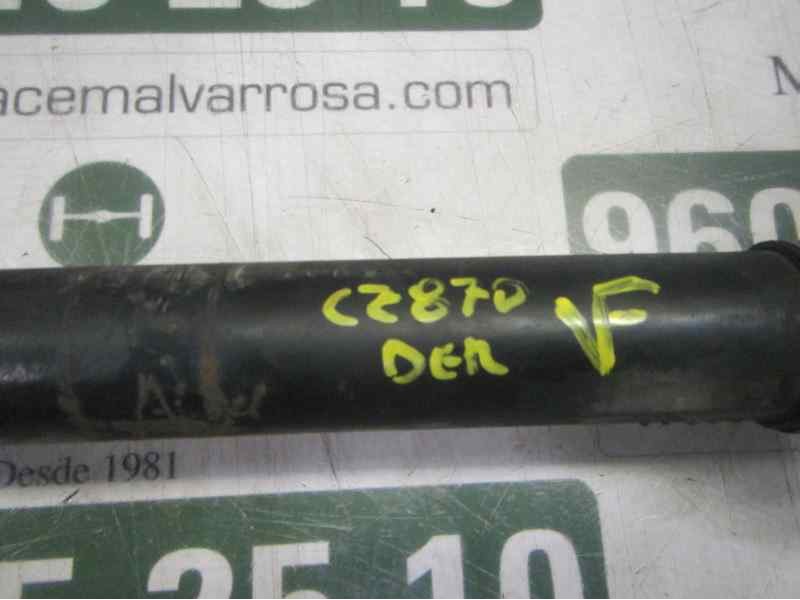 acemalvarrosa.com
M
960
CZ870
DER
Desde 1981
25 10